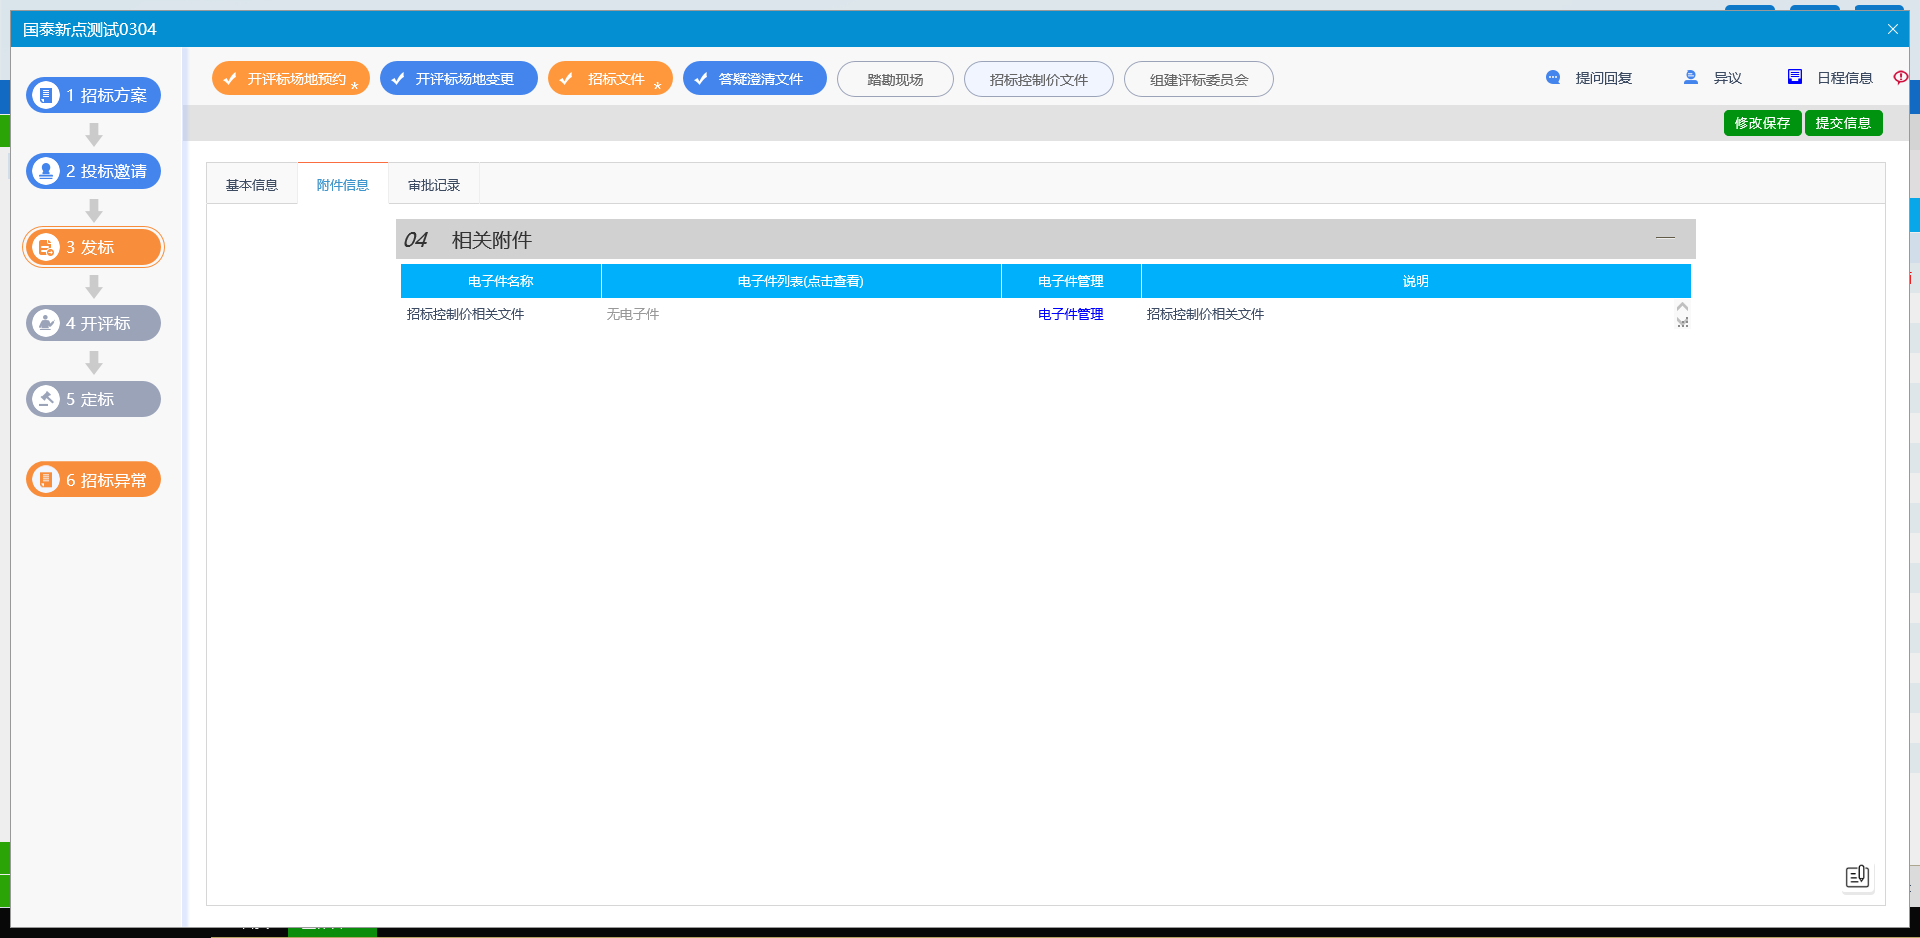 国泰新点测试0304
1 招标方案
2 投标邀请
3 发标
4 开评标
5 定标
6 招标异常
开评标场地预约 *
开评标场地变更
招标文件 *
答疑澄清文件
踏勘现场
招标控制价文件
组建评标委员会
提问回复
异议
日程信息
修改保存
提交信息
基本信息
附件信息
审批记录
04 相关附件
电子件名称 电子件列表(点击查看) 电子件管理 说明
招标控制价相关文件 无电子件 电子件管理 招标控制价相关文件